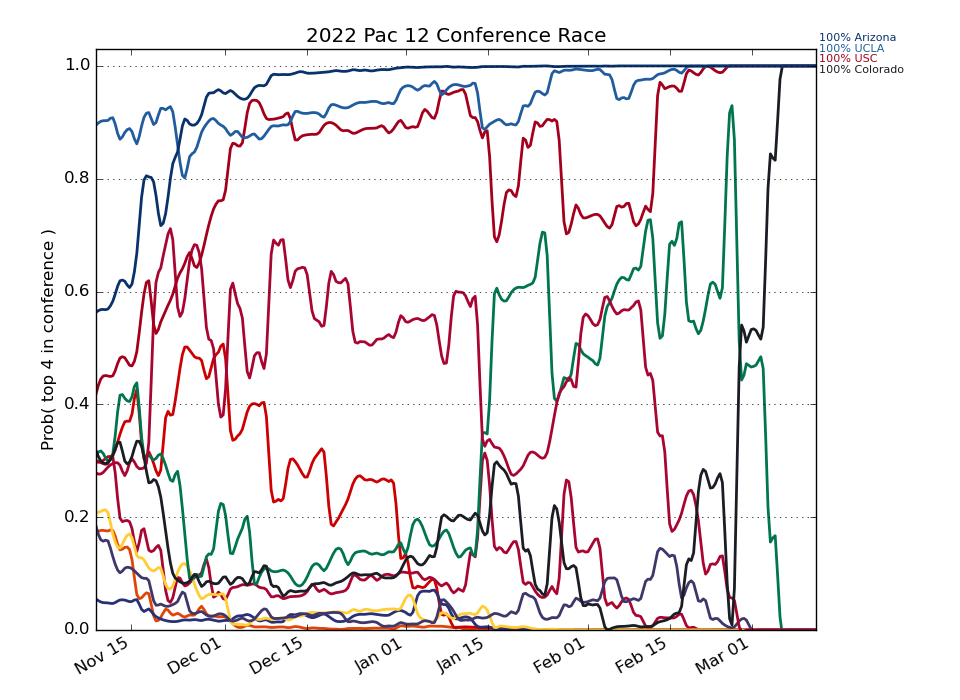 2022 Pac 12 Conference Race
100% Arizona
100% UCLA
100% USC
100% Colorado
Prob( top 4 in conference )
1.0
0.8
0.6
0.4
0.2
0.0
Nov 15
Dec 01
Dec 15
Jan 01
Jan 15
Feb 01
Feb 15
Mar 01